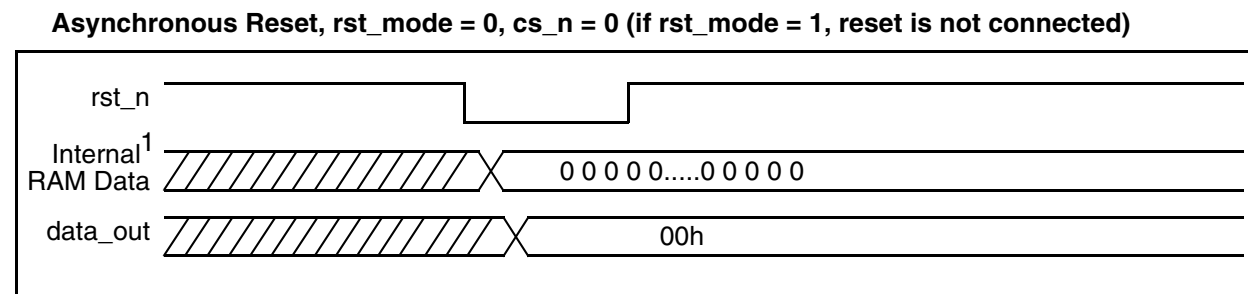 Asynchronous Reset, rst_mode = 0, cs_n = 0 (if rst_mode = 1, reset is not connected)
rst_n
Internal1
RAM Data
0 0 0 0 0.....0 0 0 0 0
data_out
00h